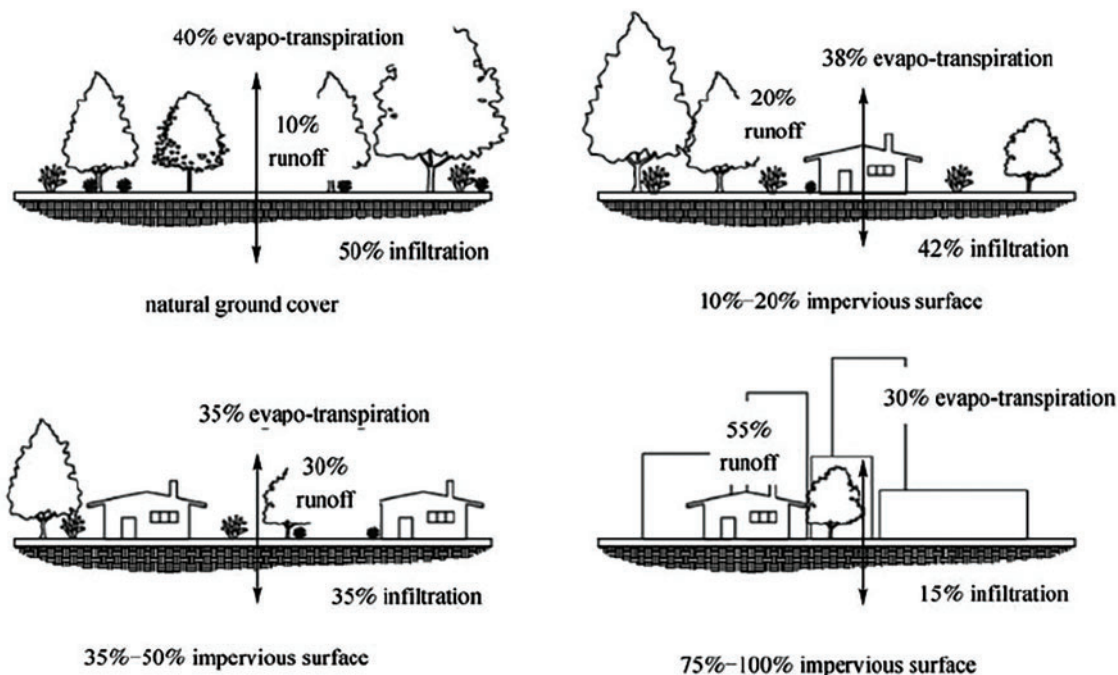 40% evapo-transpiration
10%
runoff
50% infiltration
natural ground cover
38% evapo-transpiration
20%
runoff
42% infiltration
10%-20% impervious surface
35% evapo-transpiration
30%
runoff
35% infiltration
35%-50% impervious surface
30% evapo-transpiration
55%
runoff
15% infiltration
75%-100% impervious surface